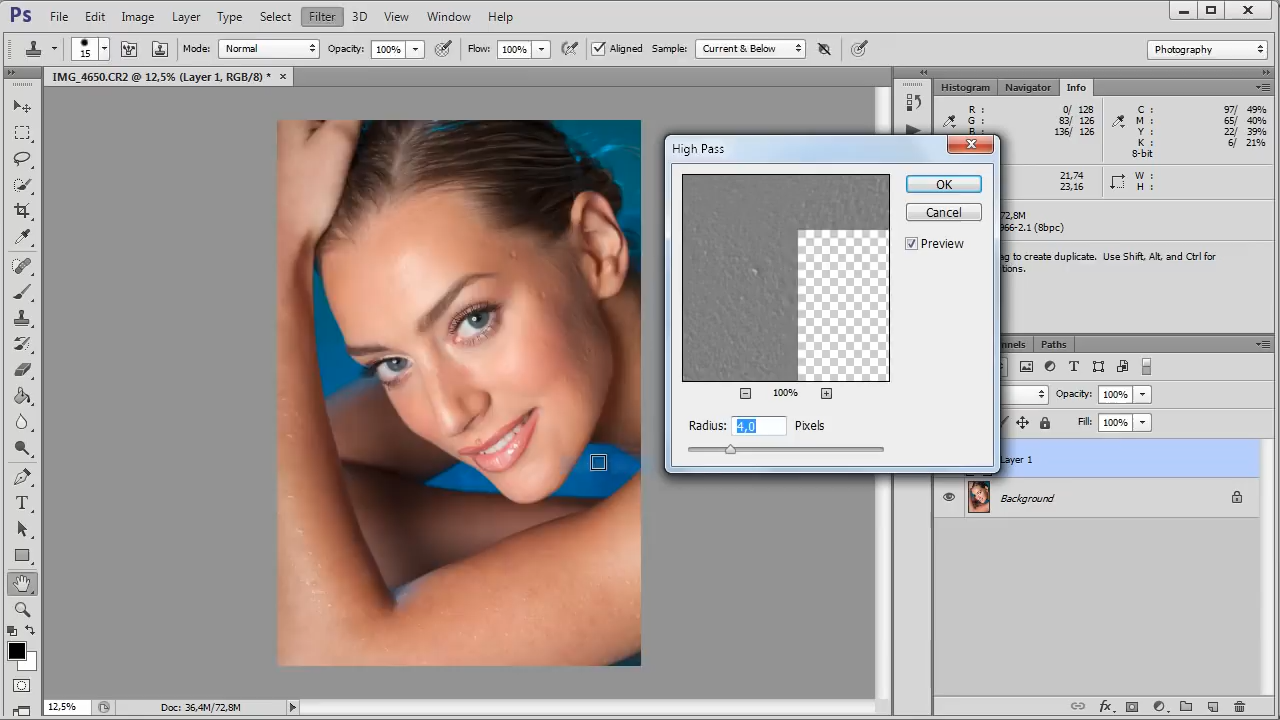 Ps File Edit Image Layer Type Select Filter 3D View Window Help
15 Mode: Normal Opacity: 100% Flow: 100% Aligned Sample: Current & Below Photography
IMG_4650.CR2 @ 12,5% (Layer 1, RGB/8) *
Histogram Navigator Info
R : 0/ 128 C : 97/ 49%
G : 83/ 126 M : 65/ 40%
B : 136/ 126 Y : 22/ 39%
K : 6/ 21%
8-bit
21,74 W :
23,16 H :
72,8M
966-2.1 (8bpc)
ag to create duplicate. Use Shift, Alt, and Ctrl for
tions.
High Pass
OK
Cancel
Preview
100%
Radius: 4,0 Pixels
nnels Paths
Opacity: 100%
Fill: 100%
Layer 1
Background
12,5% Doc: 36,4M/72,8M